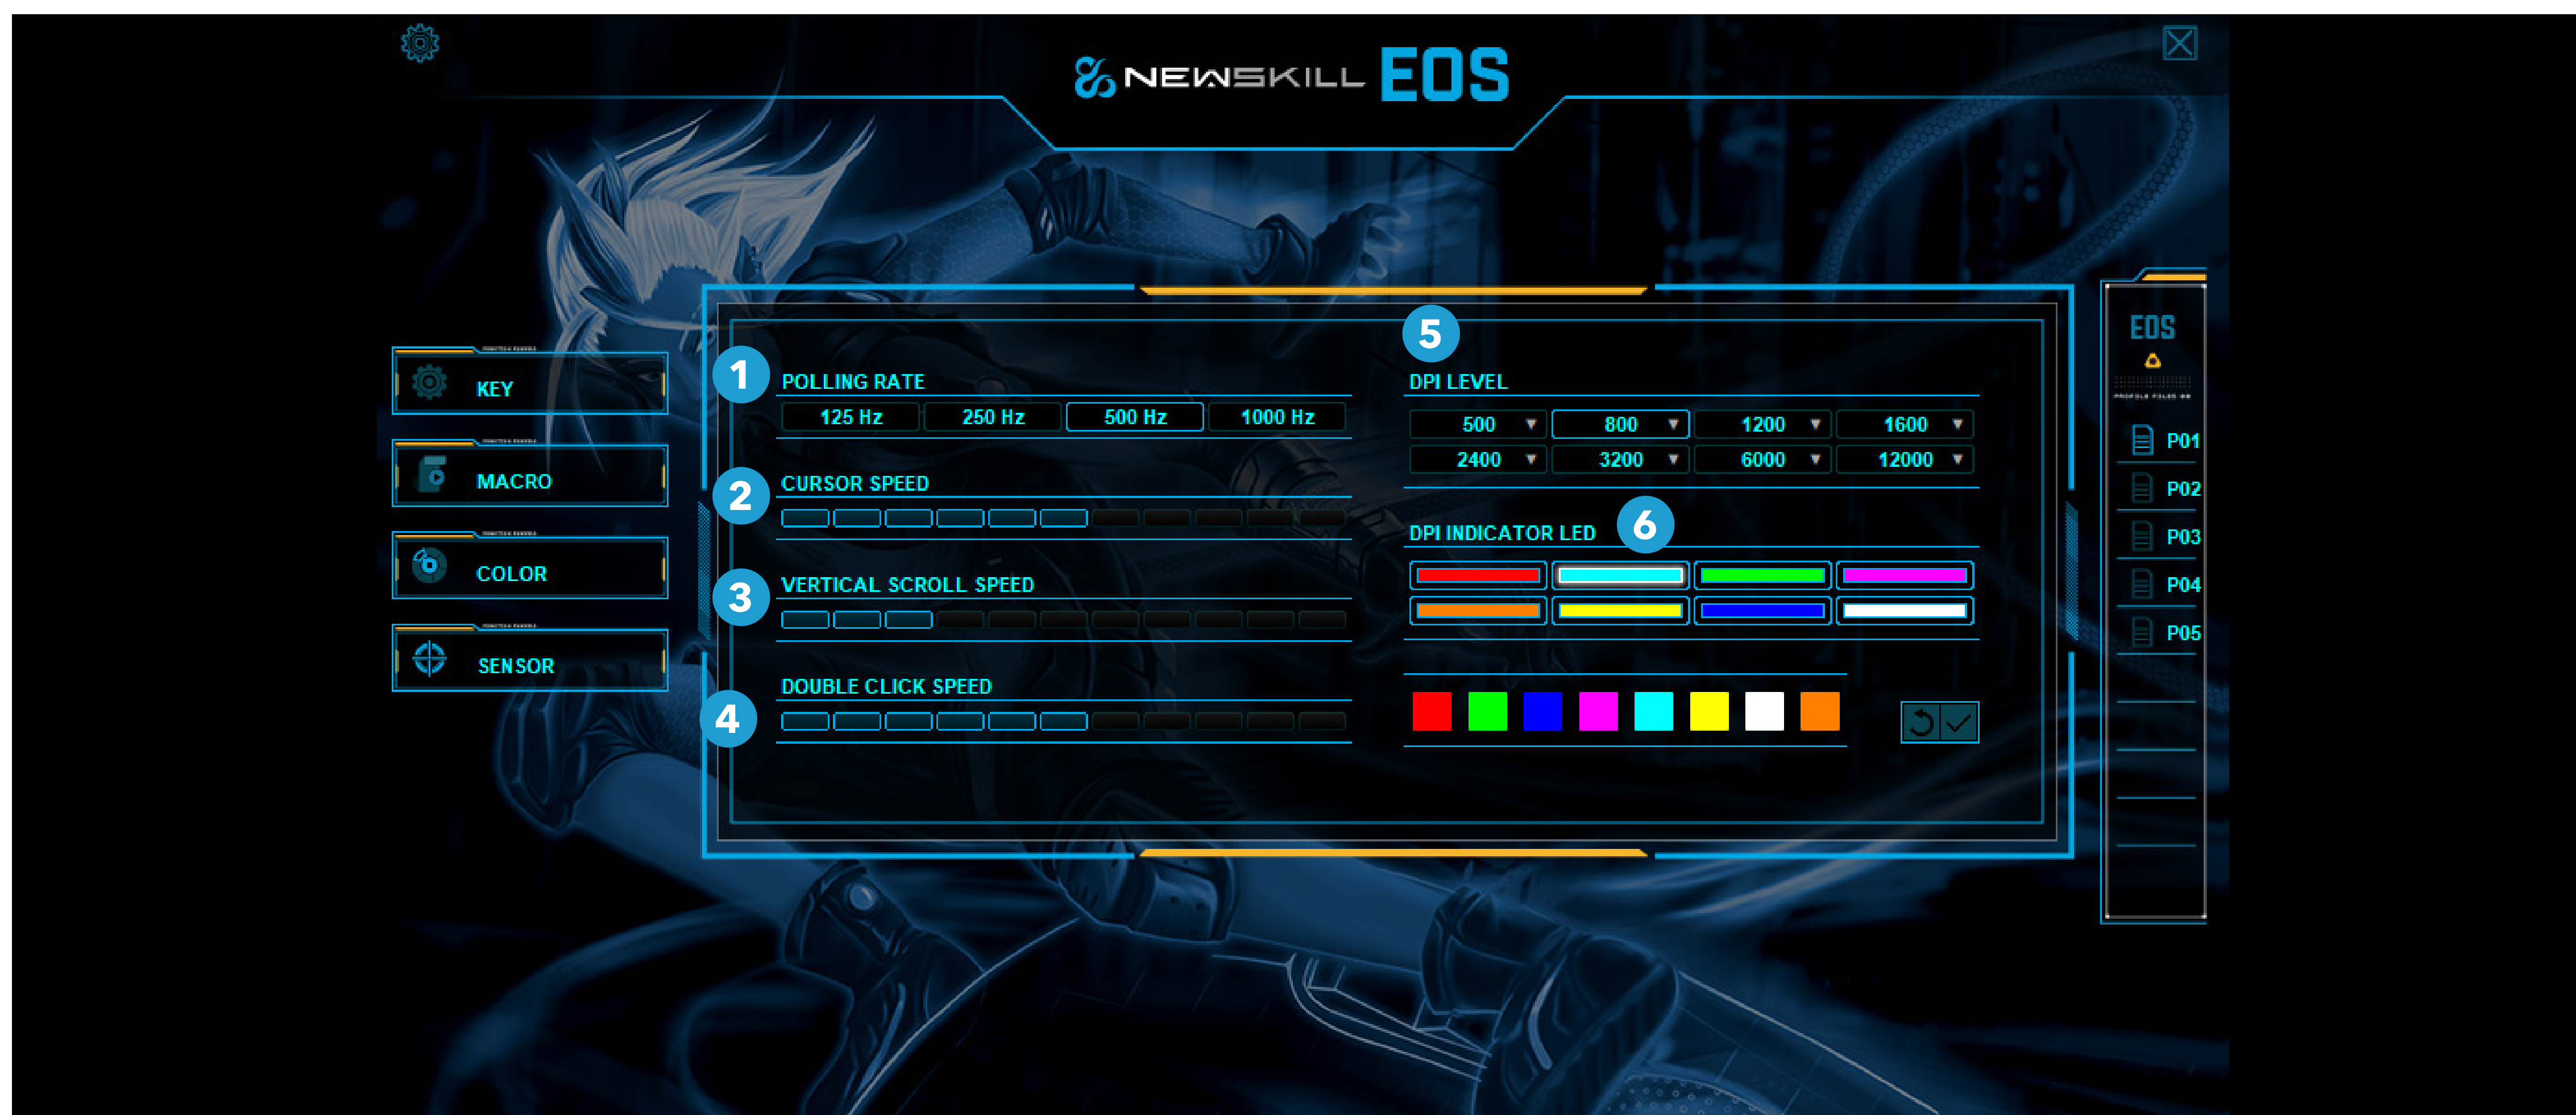 NEWSKILL EOS
KEY
MACRO
COLOR
SENSOR
1
POLLING RATE
125 Hz 250 Hz 500 Hz 1000 Hz
2
CURSOR SPEED
3
VERTICAL SCROLL SPEED
4
DOUBLE CLICK SPEED
5
DPI LEVEL
500 800 1200 1600
2400 3200 6000 12000
DPI INDICATOR LED 6
EOS
P01
P02
P03
P04
P05